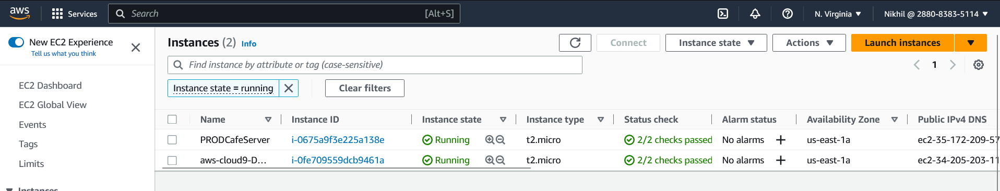 aws Services Search [Alt+S] N. Virginia Nikhil @ 2880-8383-5114
New EC2 Experience
Tell us what you think
EC2 Dashboard
EC2 Global View
Events
Tags
Limits
Instances
Instances (2) Info Connect Instance state Actions Launch instances
Find instance by attribute or tag (case-sensitive) 1
Instance state = running Clear filters
Name Instance ID Instance state Instance type Status check Alarm status Availability Zone Public IPv4 DNS
PRODCafeServer i-0675a9f3e225a138e Running t2.micro 2/2 checks passed No alarms us-east-1a ec2-35-172-209-57
aws-cloud9-D... i-0fe709559dcb9461a Running t2.micro 2/2 checks passed No alarms us-east-1a ec2-34-205-203-11